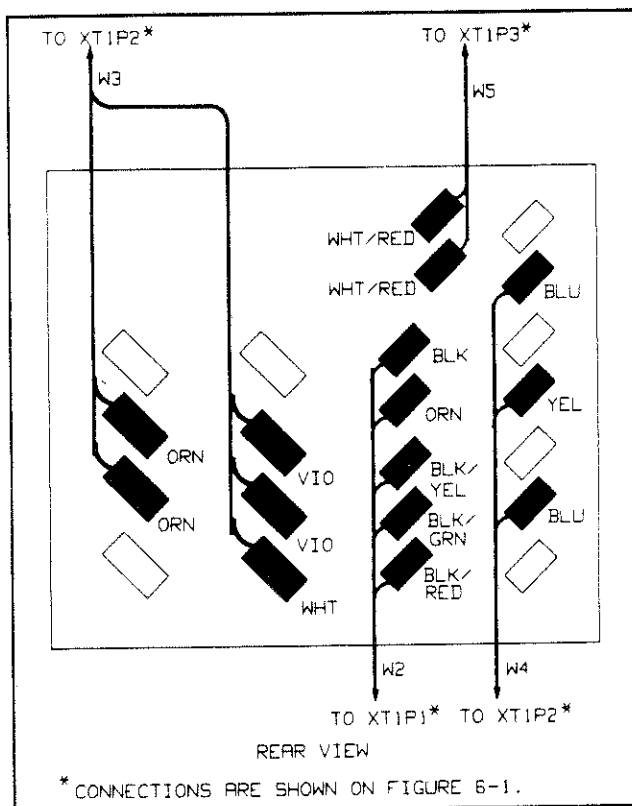 TO XT1P2* TO XT1P3*
W3
W5
WHT/RED
WHT/RED
BLU
BLK
ORN
YEL
ORN
VIO
BLK/
YEL
ORN
VIO
BLK/
GRN
BLU
WHT
BLK/
RED
W2
W4
TO XT1P1* TO XT1P2*
REAR VIEW
*CONNECTIONS ARE SHOWN ON FIGURE 6-1.